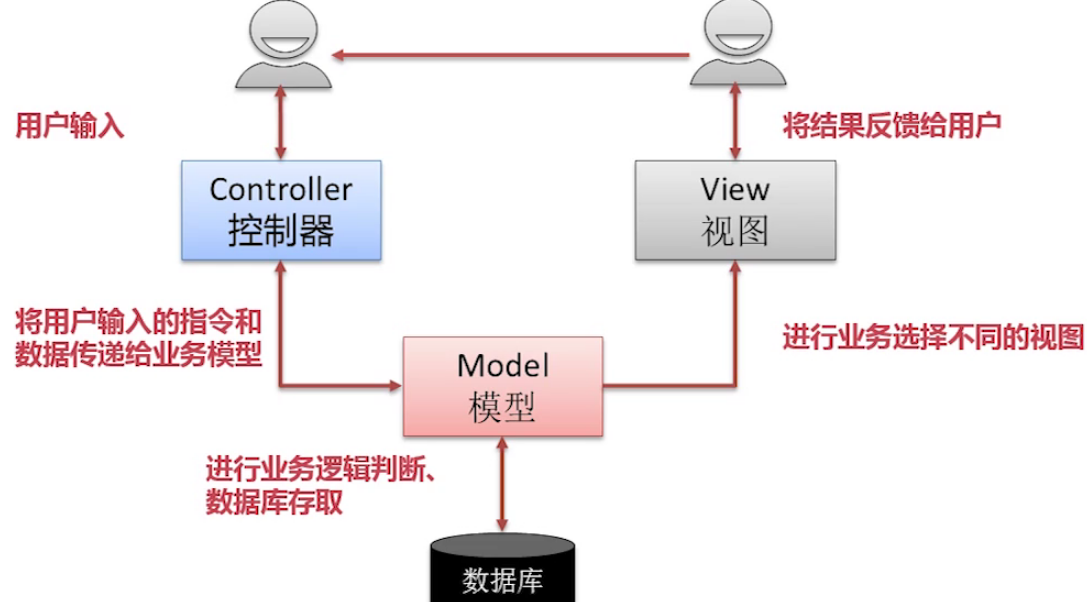 用户输入
将结果反馈给用户
Controller
控制器
View
视图
将用户输入的指令和
数据传递给业务模型
进行业务选择不同的视图
Model
模型
进行业务逻辑判断、
数据库存取
数据库